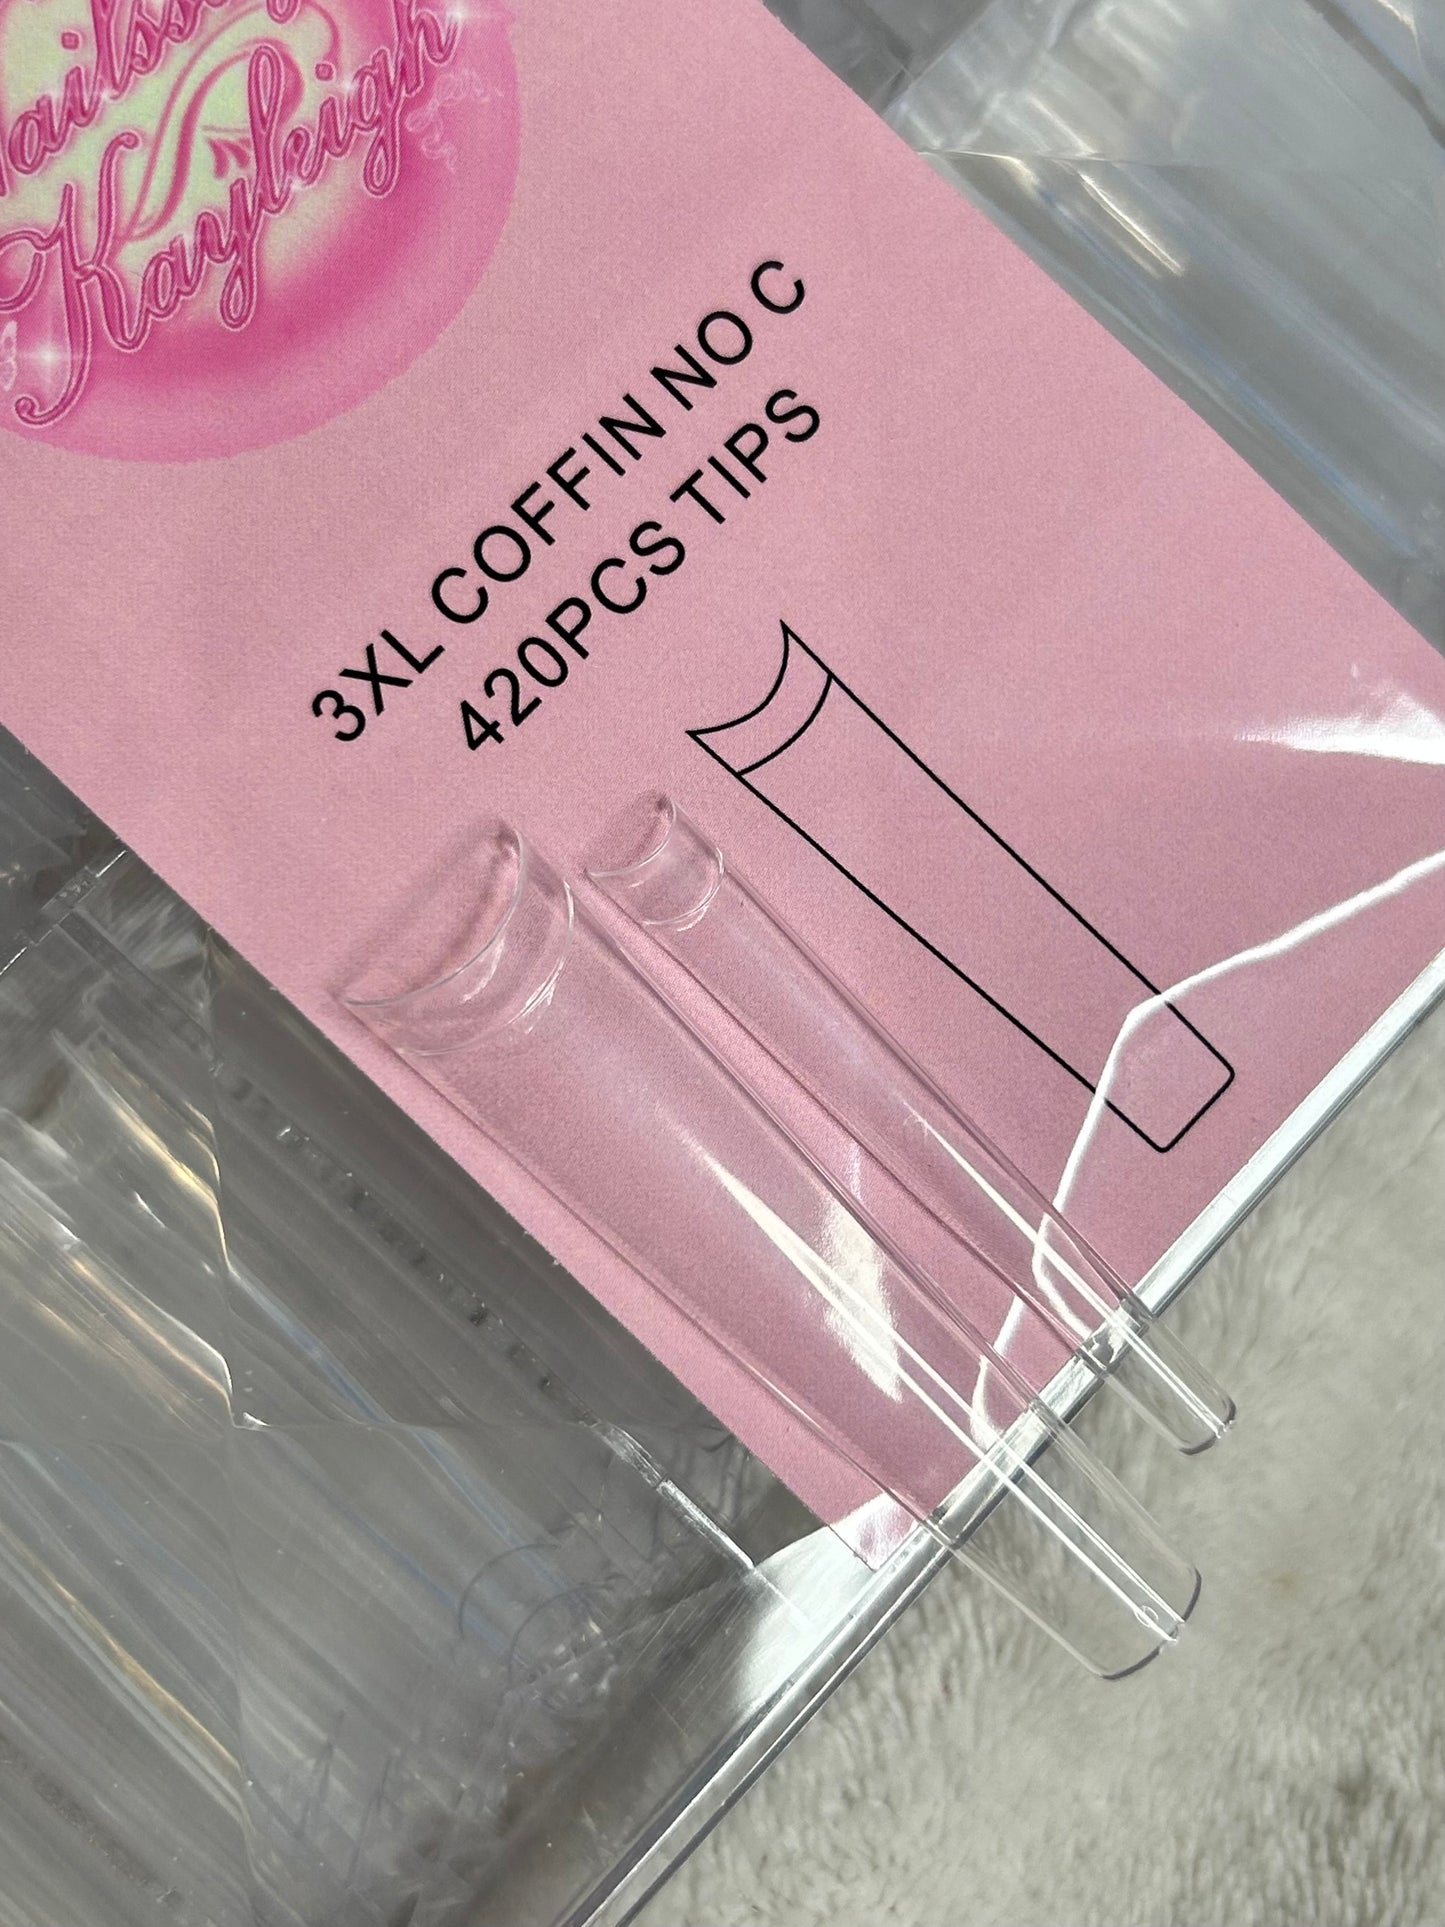 Kayleigh
3XL COFFIN NO C
420PCS TIPS